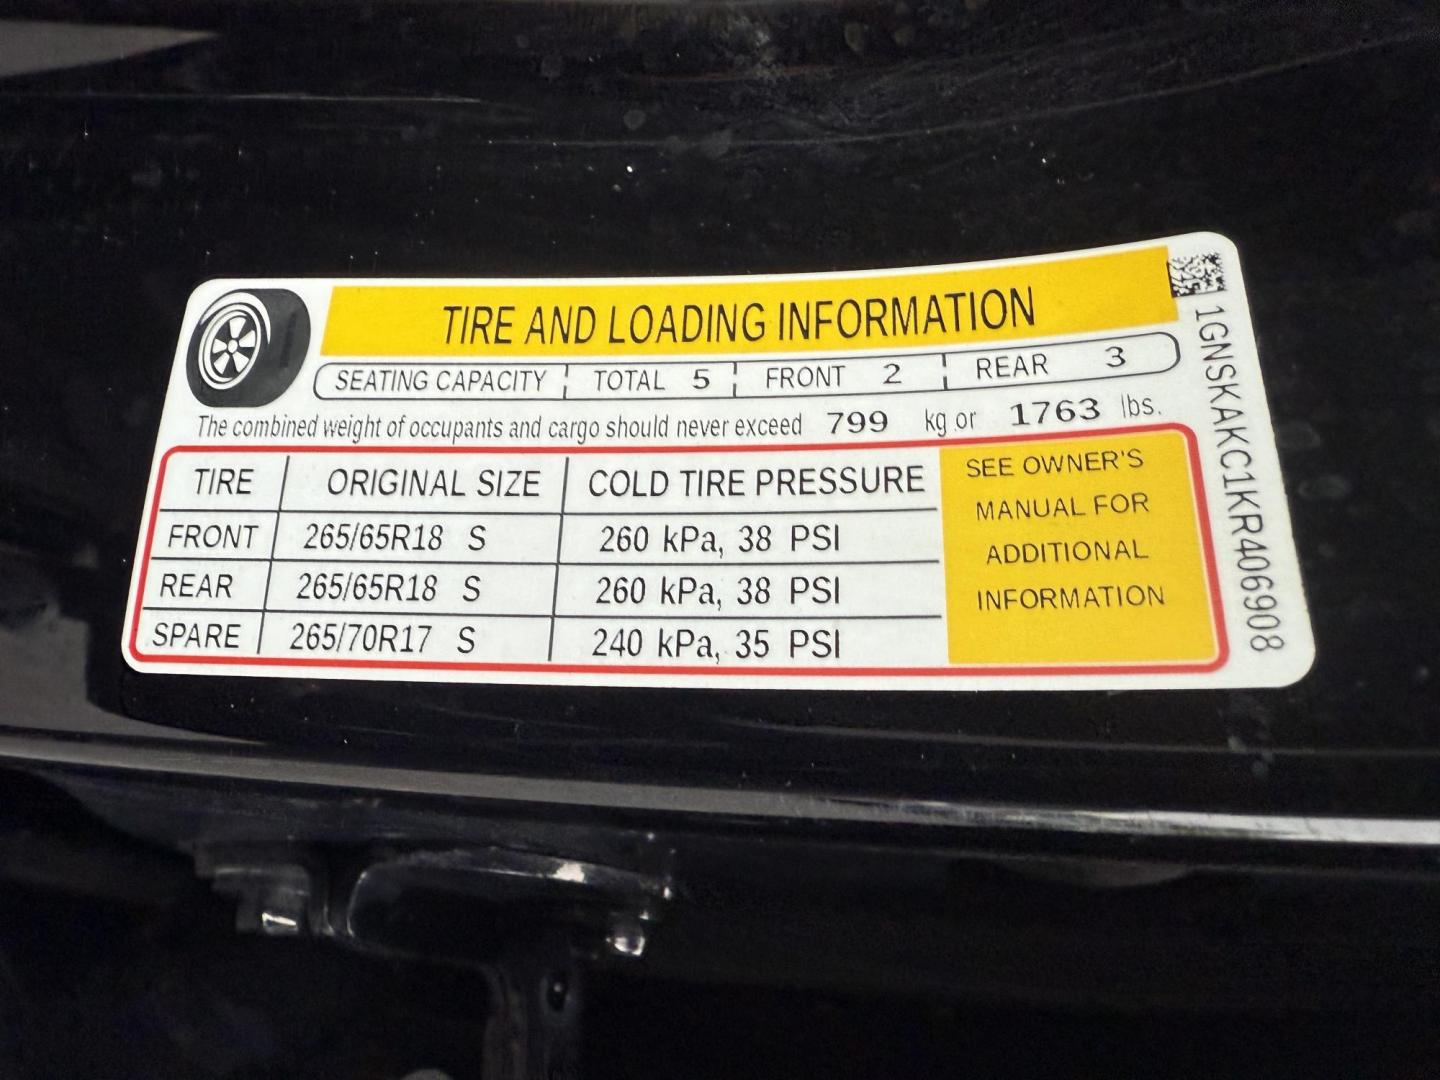 TIRE AND LOADING INFORMATION
SEATING CAPACITY TOTAL 5 FRONT 2 REAR 3
The combined weight of occupants and cargo should never exceed 799 kg or 1763 lbs.
TIRE ORIGINAL SIZE COLD TIRE PRESSURE
FRONT 265/65R18 S 260 kPa, 38 PSI
REAR 265/65R18 S 260 kPa, 38 PSI
SPARE 265/70R17 S 240 kPa, 35 PSI
SEE OWNER'S
MANUAL FOR
ADDITIONAL
INFORMATION
1GNSKAKC1KR406908